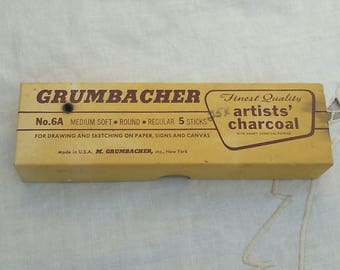 GRUMBACHER
No.6A MEDIUM SOFT • ROUND • REGULAR 5 STICKS
FOR DRAWING AND SKETCHING ON PAPER, SIGNS AND CANVAS
Made in U.S.A. M. GRUMBACHER, INC., New York
Finest Quality
artists'
charcoal